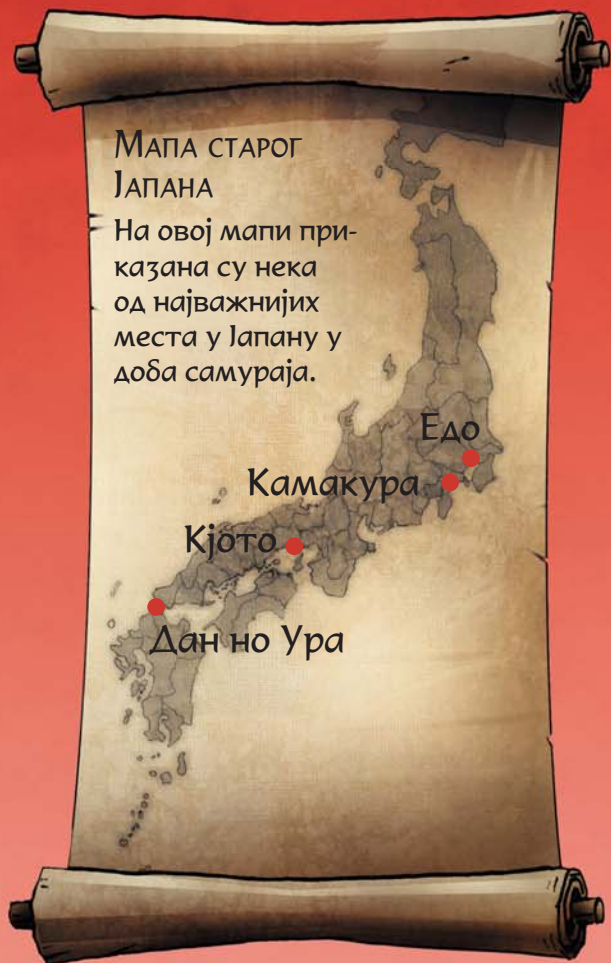 Мапа старог
Јапана
На овој мапи при-
казана су нека
од најважнијих
места у Јапану у
доба самураја.
Едо
Камакура
Кјото
Дан но Ура